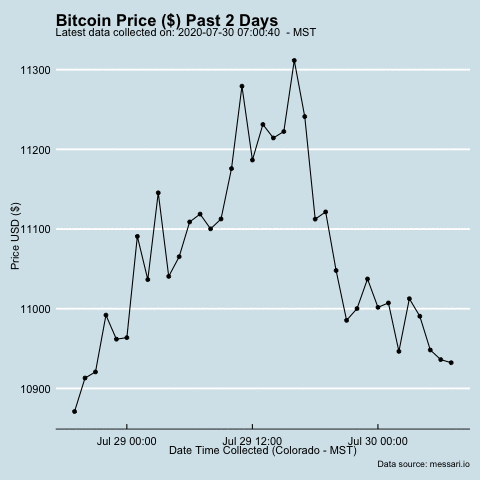 Bitcoin Price ($) Past 2 Days
Latest data collected on: 2020-07-30 07:00:40  - MST
11300
11200
11100
11000
10900
Price USD ($)
Jul 29 00:00
Jul 29 12:00
Jul 30 00:00
Date Time Collected (Colorado - MST)
Data source: messari.io